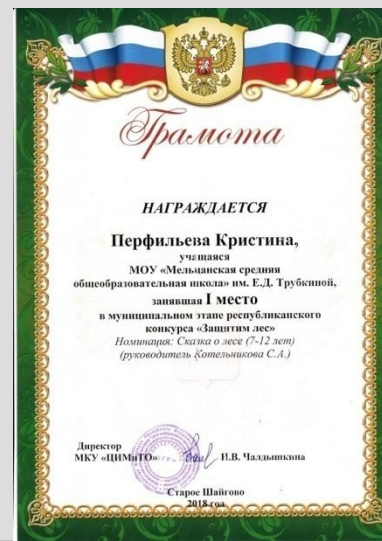 Грамота
НАГРАЖДАЕТСЯ
Перфильева Кристина,
учащаяся
МОУ «Мельцанская средняя
общеобразовательная школа» им. Е.Д. Трубкиной,
занявшая I место
в муниципальном этапе республиканского
конкурса «Защитим лес»
Номинация: Сказка о лесе (7-12 лет)
(руководитель Котельникова С.А.)
Директор
МКУ «ЦИМиТО» И.В. Чалдышкина
Старое Шайгово
2018 год